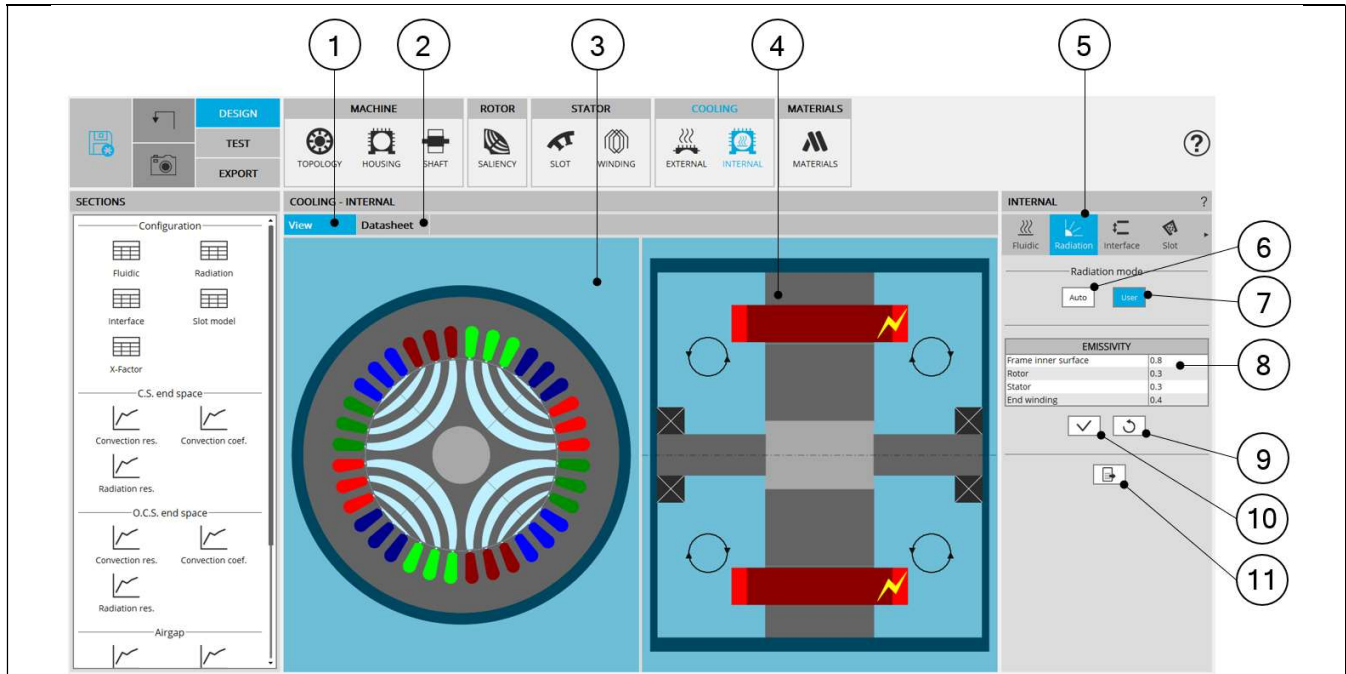 1
2
3
4
5
DESIGN
TEST
EXPORT
MACHINE
ROTOR
STATOR
COOLING
MATERIALS
TOPOLOGY
HOUSING
SHAFT
SALIENCY
SLOT
WINDING
EXTERNAL
INTERNAL
MATERIALS
?
SECTIONS
Configuration
Fluidic
Radiation
Interface
Slot model
X-Factor
C.S. end space
Convection res.
Convection coef.
Radiation res.
O.C.S. end space
Convection res.
Convection coef.
Radiation res.
Airgap
COOLING - INTERNAL
View
Datasheet
INTERNAL
?
Fluidic
Radiation
Interface
Slot
Radiation mode
Auto
User
EMISSIVITY
Frame inner surface 0.8
Rotor 0.3
Stator 0.3
End winding 0.4
6
7
8
9
10
11